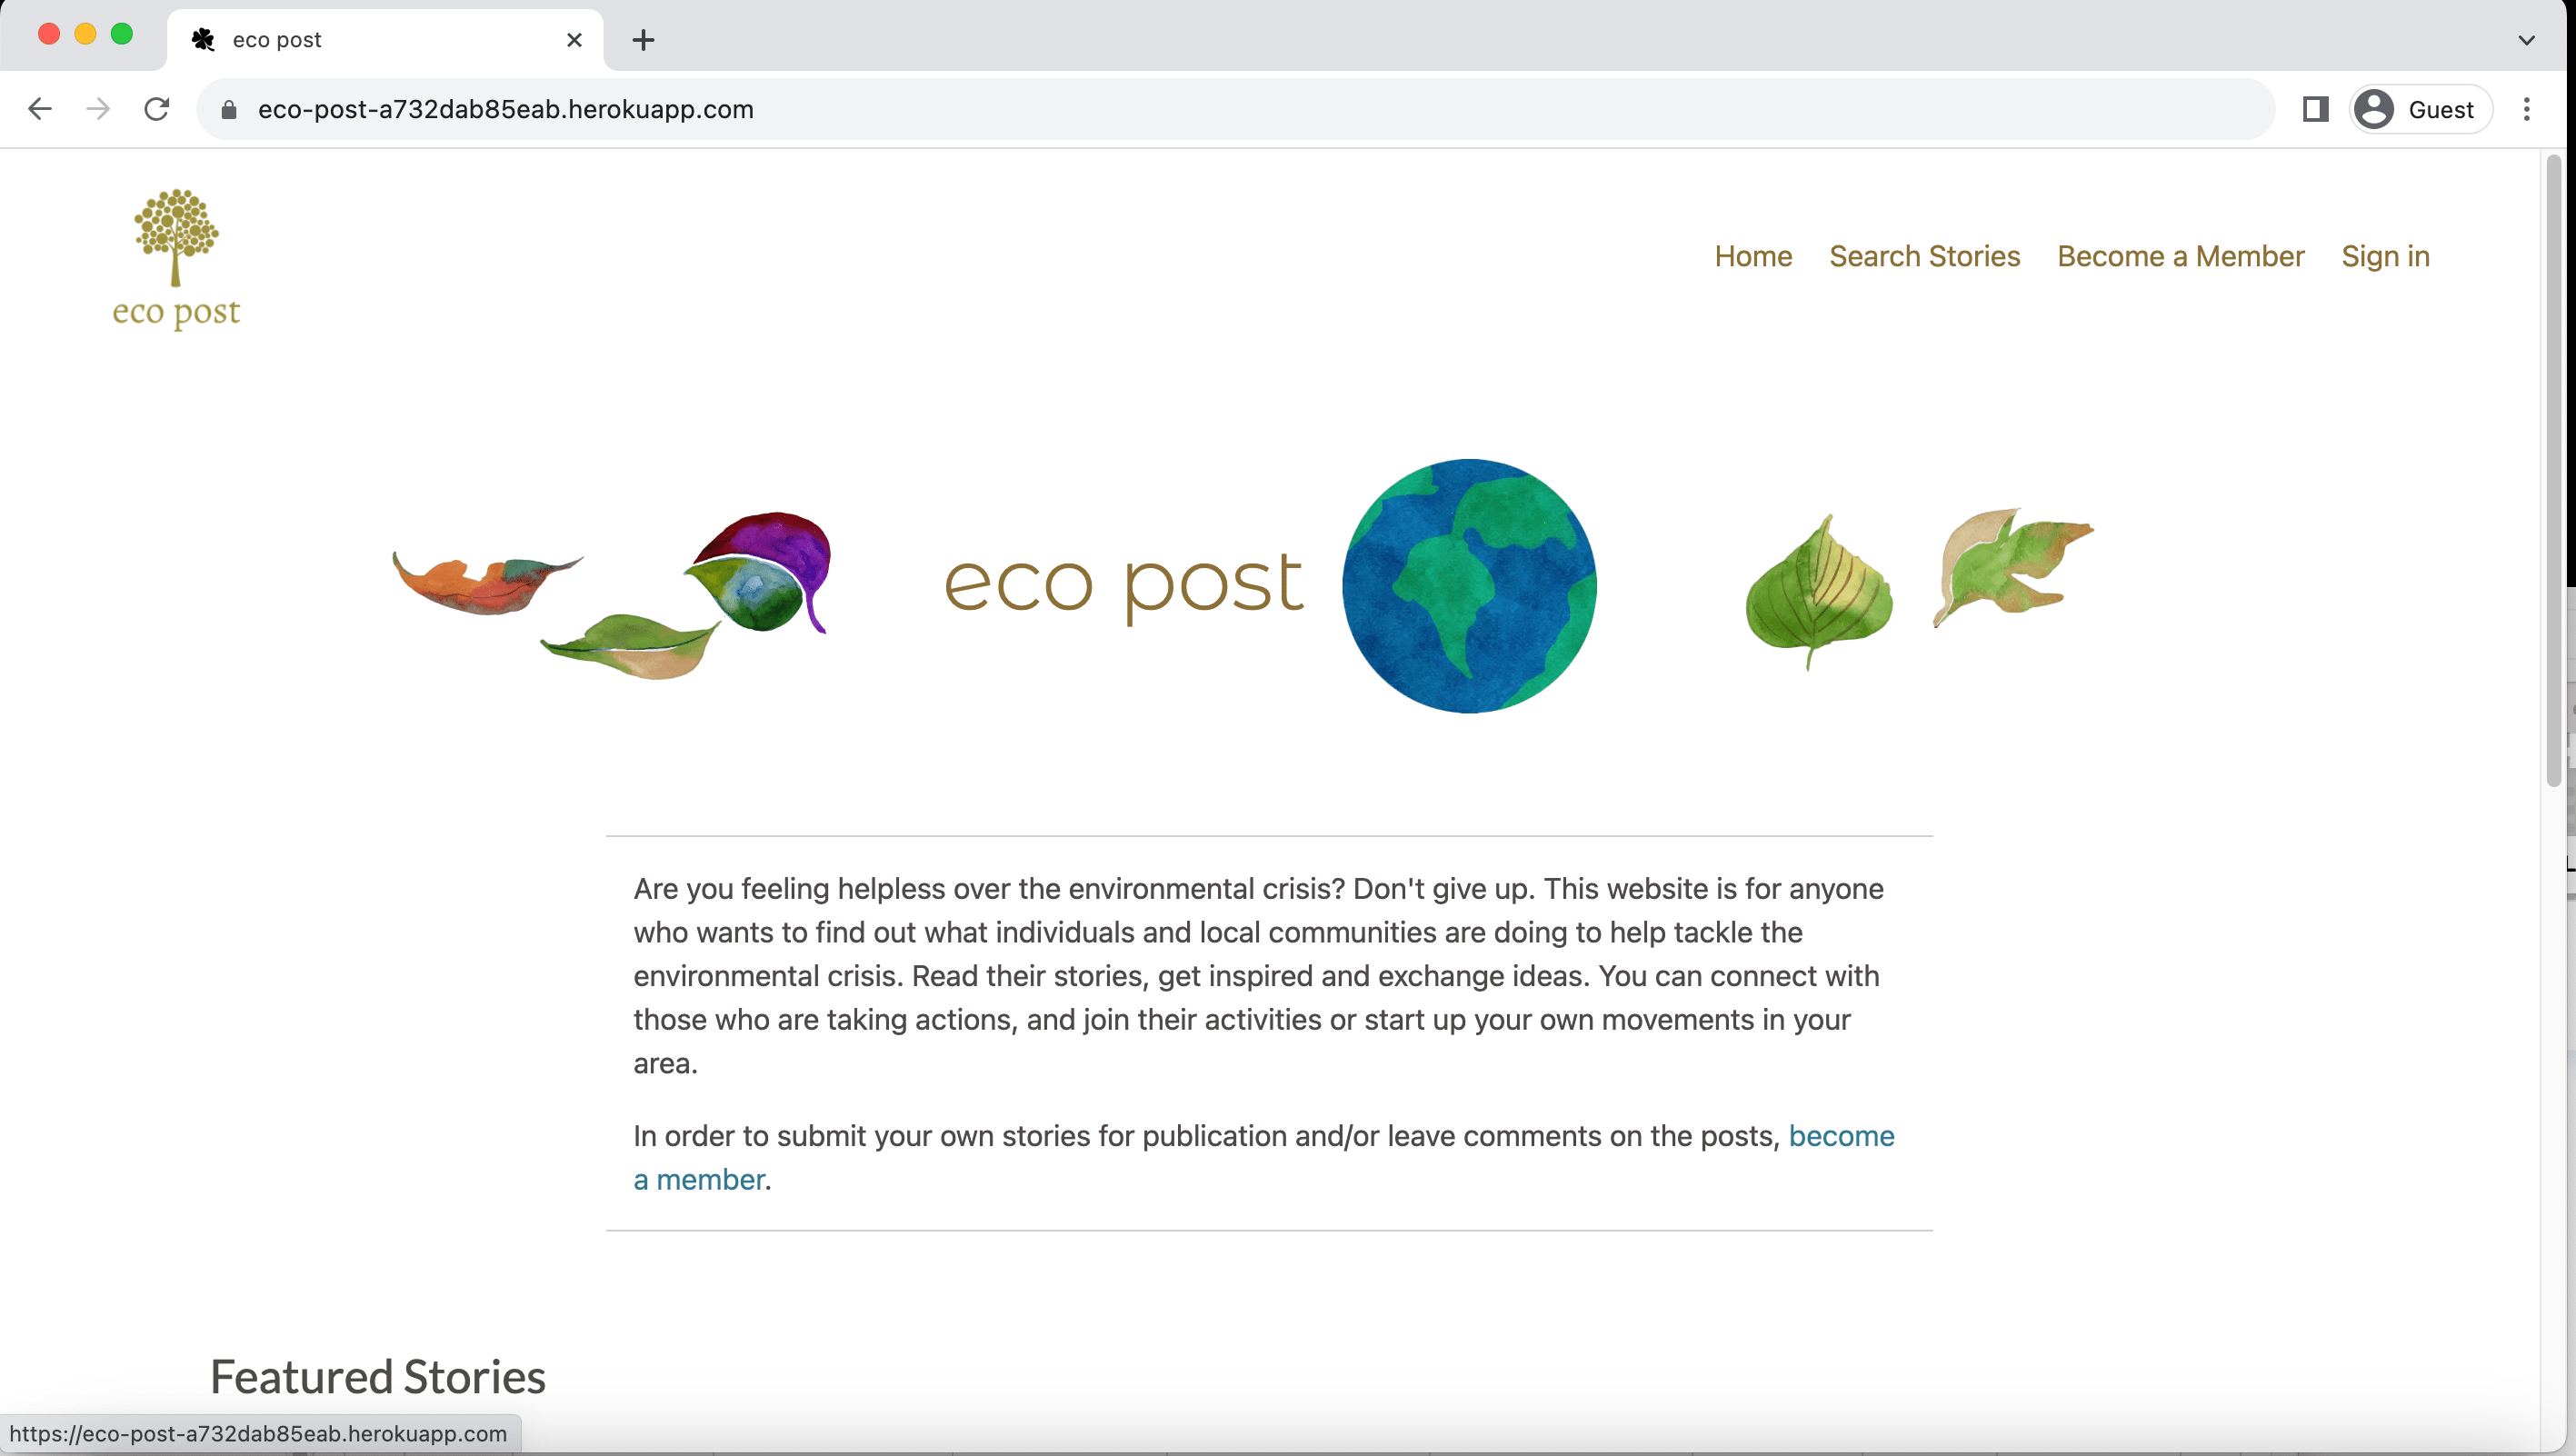 eco post
eco-post-a732dab85eab.herokuapp.com
Guest
eco post
Home Search Stories Become a Member Sign in
eco post
Are you feeling helpless over the environmental crisis? Don't give up. This website is for anyone
who wants to find out what individuals and local communities are doing to help tackle the
environmental crisis. Read their stories, get inspired and exchange ideas. You can connect with
those who are taking actions, and join their activities or start up your own movements in your
area.
In order to submit your own stories for publication and/or leave comments on the posts, become
a member.
Featured Stories
https://eco-post-a732dab85eab.herokuapp.com